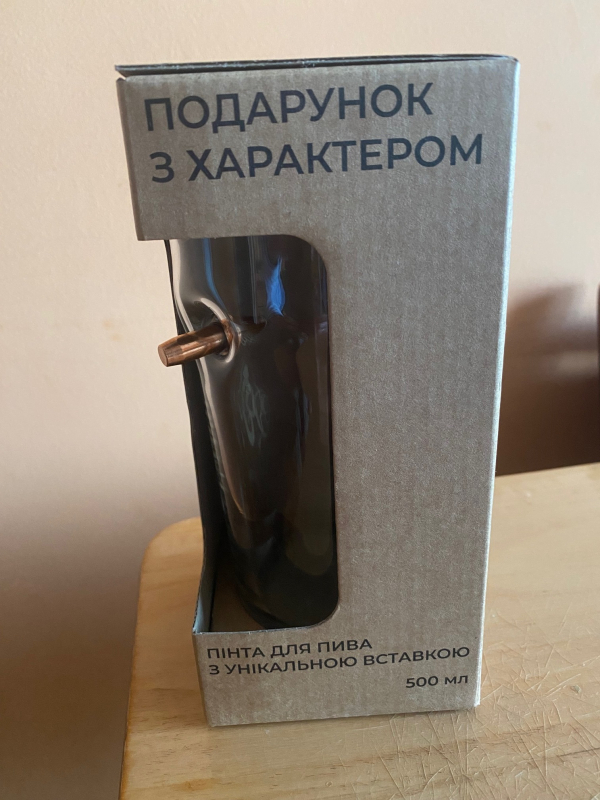 ПОДАРУНОК
З ХАРАКТЕРОМ
ПІНТА ДЛЯ ПИВА
З УНІКАЛЬНОЮ ВСТАВКОЮ
500 МЛ